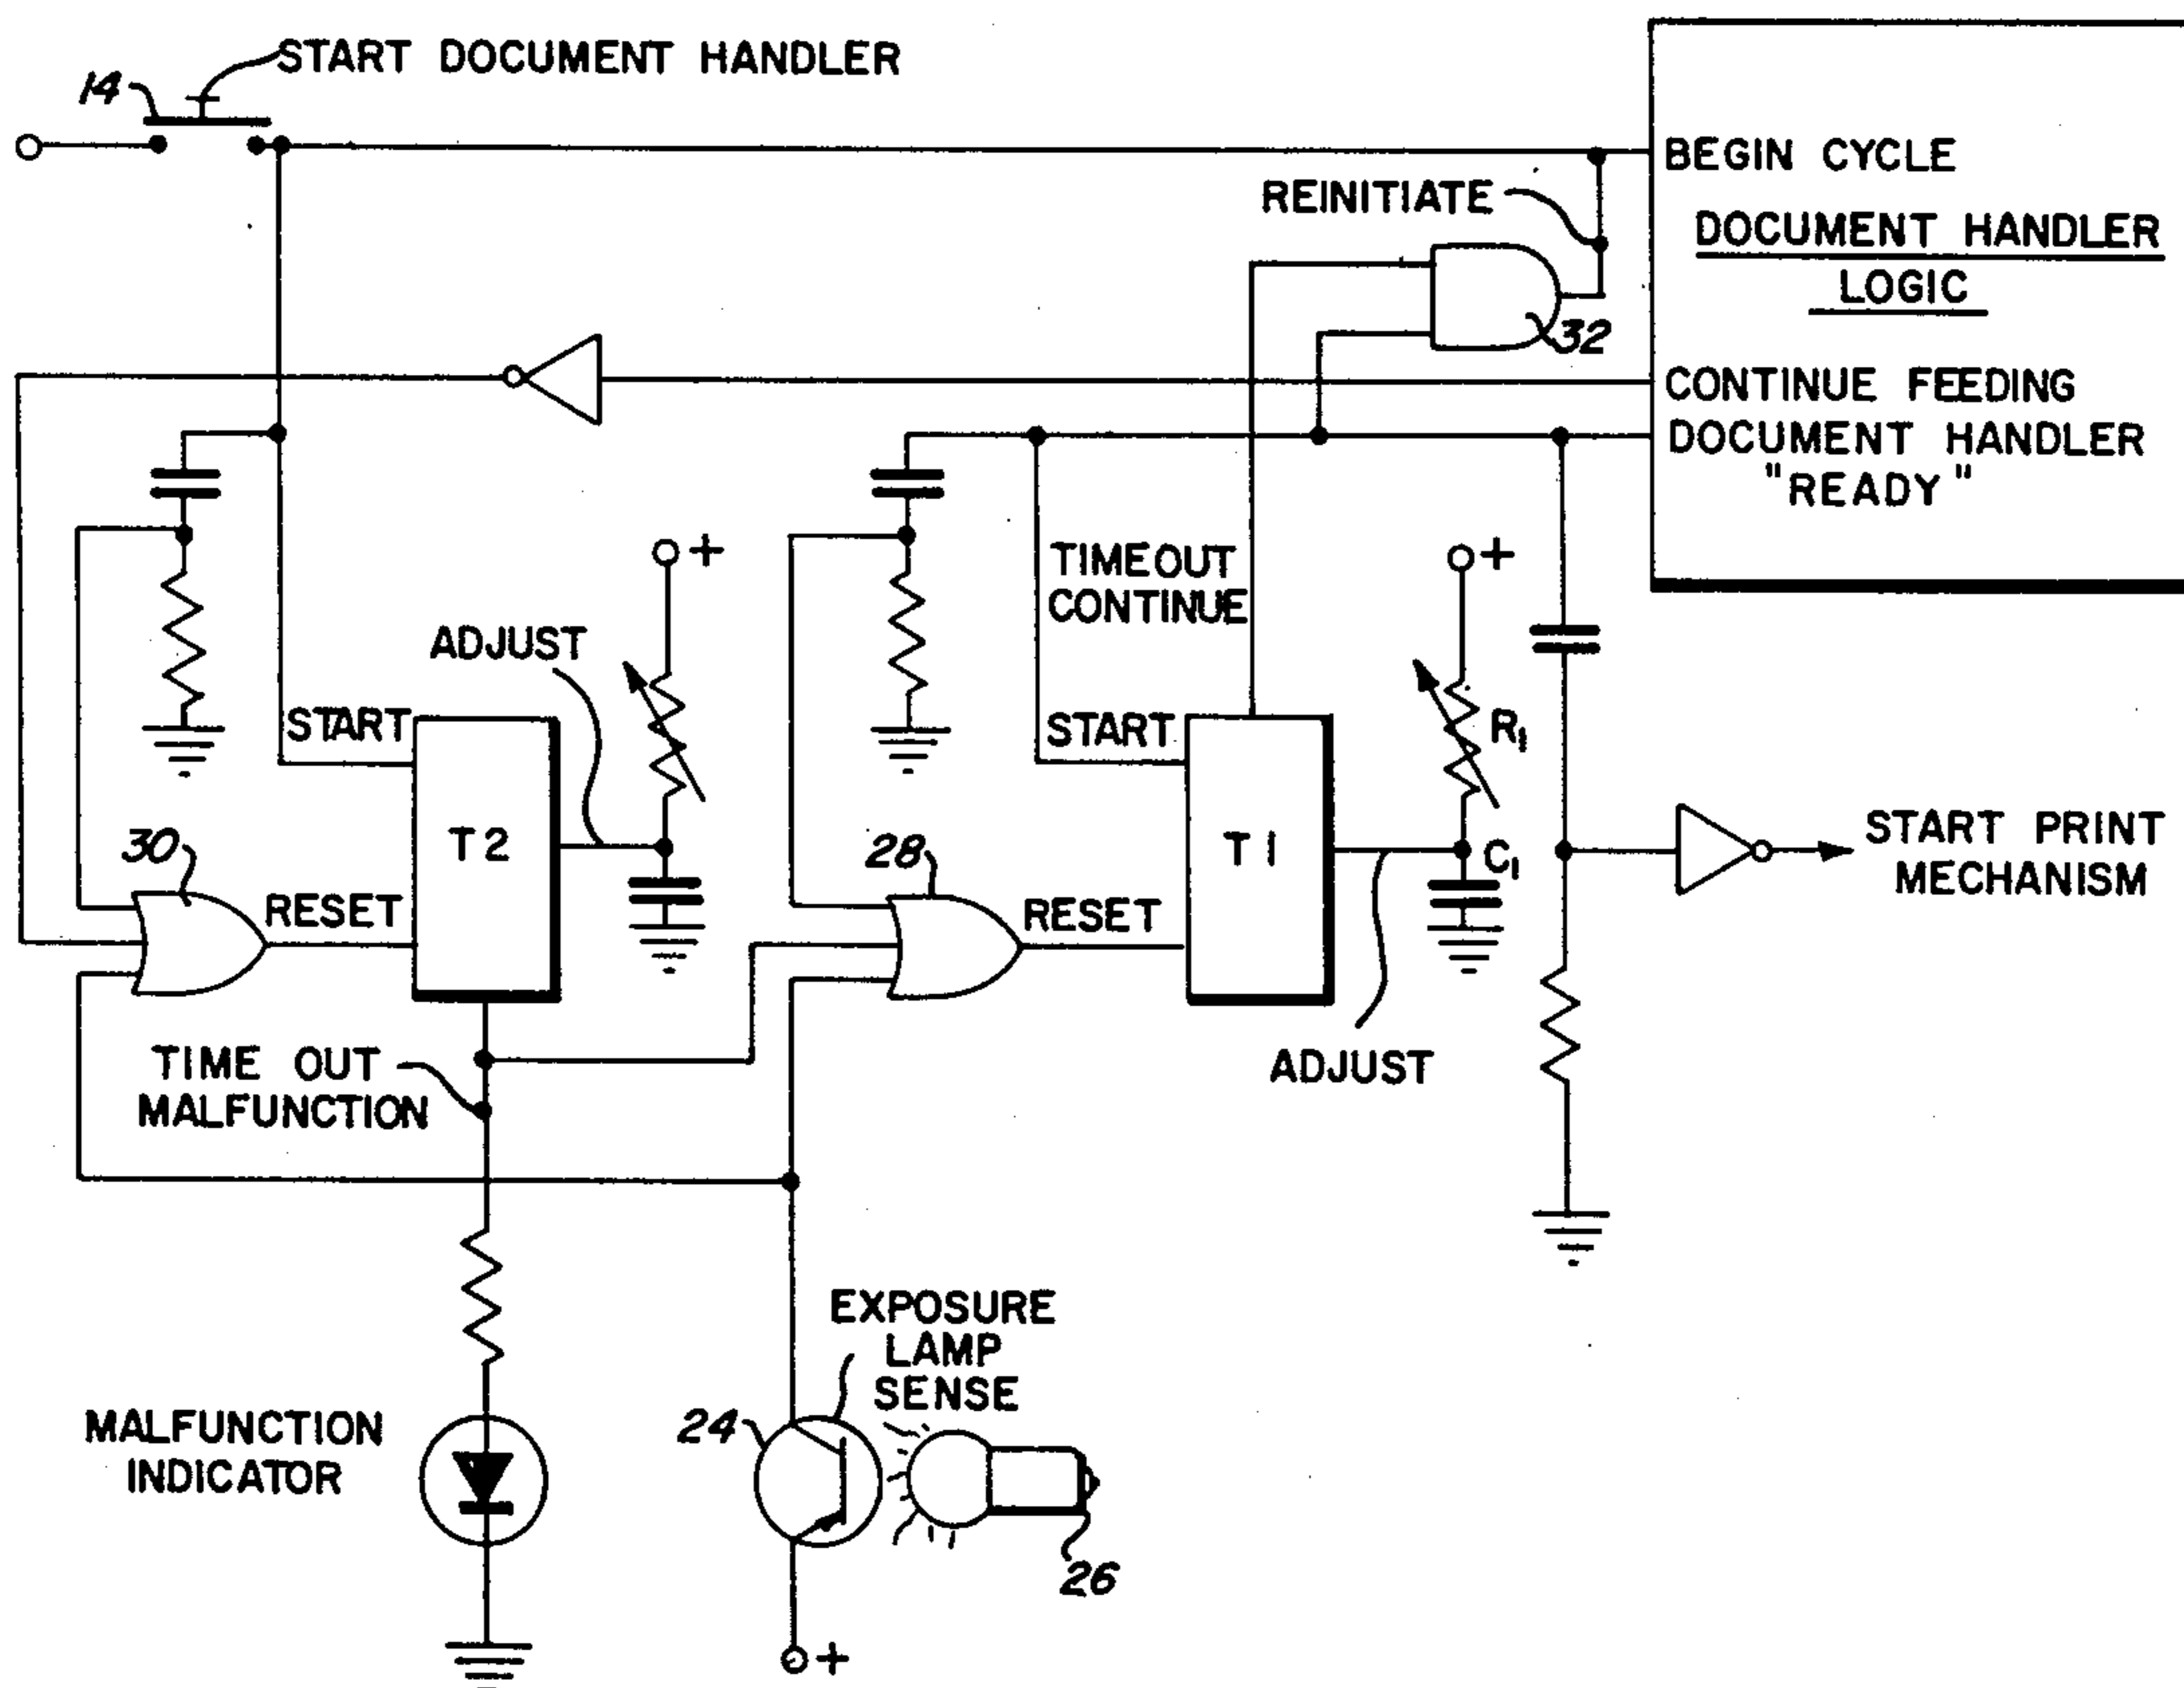 START DOCUMENT HANDLER
14
BEGIN CYCLE
REINITIATE
DOCUMENT HANDLER
LOGIC
32
CONTINUE FEEDING
DOCUMENT HANDLER
"READY"
+
+
TIMEOUT
CONTINUE
ADJUST
START
START
R1
T2
T1
C1
START PRINT
MECHANISM
30
28
RESET
RESET
TIME OUT
MALFUNCTION
ADJUST
EXPOSURE
LAMP
SENSE
24
MALFUNCTION
INDICATOR
26
+